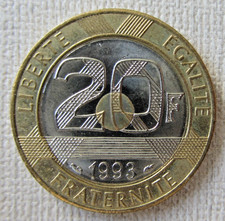 LIBERTE
EGALITE
20F
1993
FRATERNITE